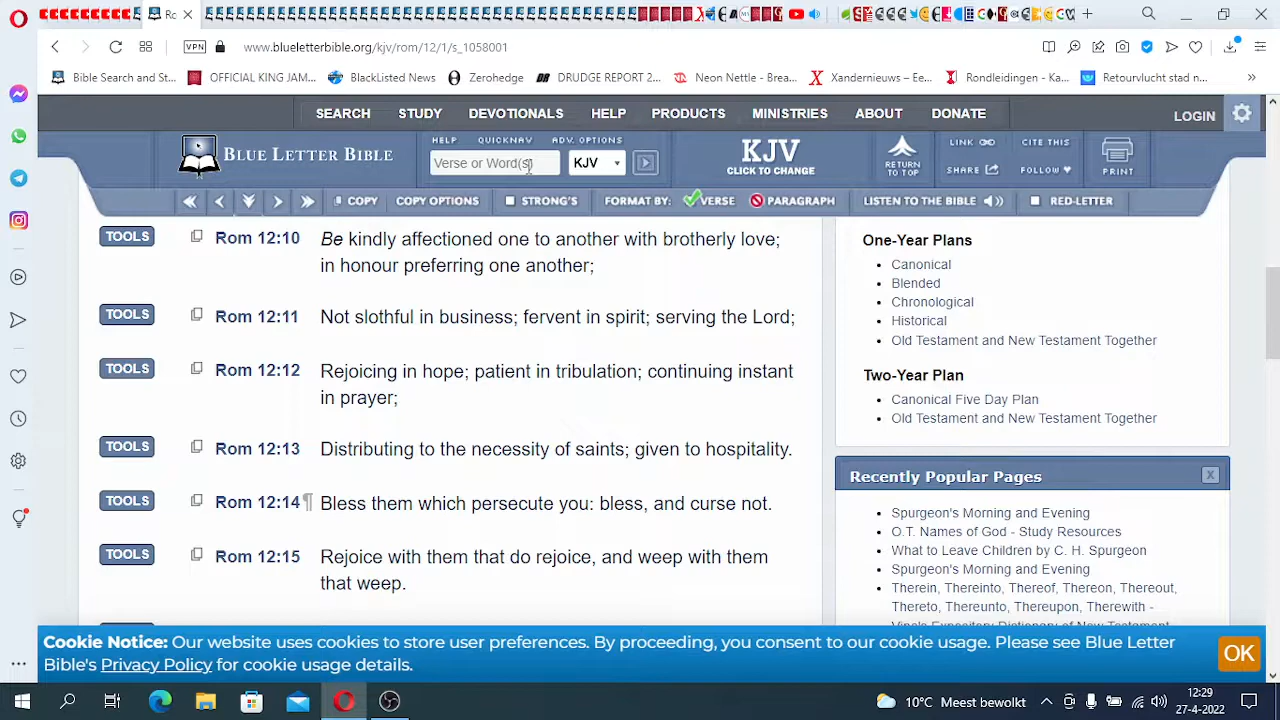 Ro
www.blueletterbible.org/kjv/rom/12/1/s_1058001
VPN
Bible Search and St...
OFFICIAL KING JAM...
BlackListed News
Zerohedge
DRUDGE REPORT 2...
Neon Nettle - Brea...
Xandernieuws – Ee...
Rondleidingen - Ka...
Retourvlucht stad n...
SEARCH STUDY DEVOTIONALS HELP PRODUCTS MINISTRIES ABOUT DONATE LOGIN
BLUE LETTER BIBLE
HELP QUICKNAV ADV. OPTIONS
Verse or Word(s)
KJV
KJV
CLICK TO CHANGE
RETURN
TO TOP
LINK CITE THIS
SHARE FOLLOW
PRINT
COPY COPY OPTIONS STRONG'S FORMAT BY: VERSE PARAGRAPH LISTEN TO THE BIBLE RED-LETTER
TOOLS Rom 12:10 Be kindly affectioned one to another with brotherly love;
in honour preferring one another;
TOOLS Rom 12:11 Not slothful in business; fervent in spirit; serving the Lord;
TOOLS Rom 12:12 Rejoicing in hope; patient in tribulation; continuing instant
in prayer;
TOOLS Rom 12:13 Distributing to the necessity of saints; given to hospitality.
TOOLS Rom 12:14 ¶ Bless them which persecute you: bless, and curse not.
TOOLS Rom 12:15 Rejoice with them that do rejoice, and weep with them
that weep.
One-Year Plans
Canonical
Blended
Chronological
Historical
Old Testament and New Testament Together
Two-Year Plan
Canonical Five Day Plan
Old Testament and New Testament Together
Recently Popular Pages X
Spurgeon's Morning and Evening
O.T. Names of God - Study Resources
What to Leave Children by C. H. Spurgeon
Spurgeon's Morning and Evening
Therein, Thereinto, Thereof, Thereon, Thereout,
Thereto, Thereunto, Thereupon, Therewith -
Vine's Expository Dictionary of New Testament
Cookie Notice: Our website uses cookies to store user preferences. By proceeding, you consent to our cookie usage. Please see Blue Letter
Bible's Privacy Policy for cookie usage details.
OK
10°C Meest bewolkt
12:29
27-4-2022